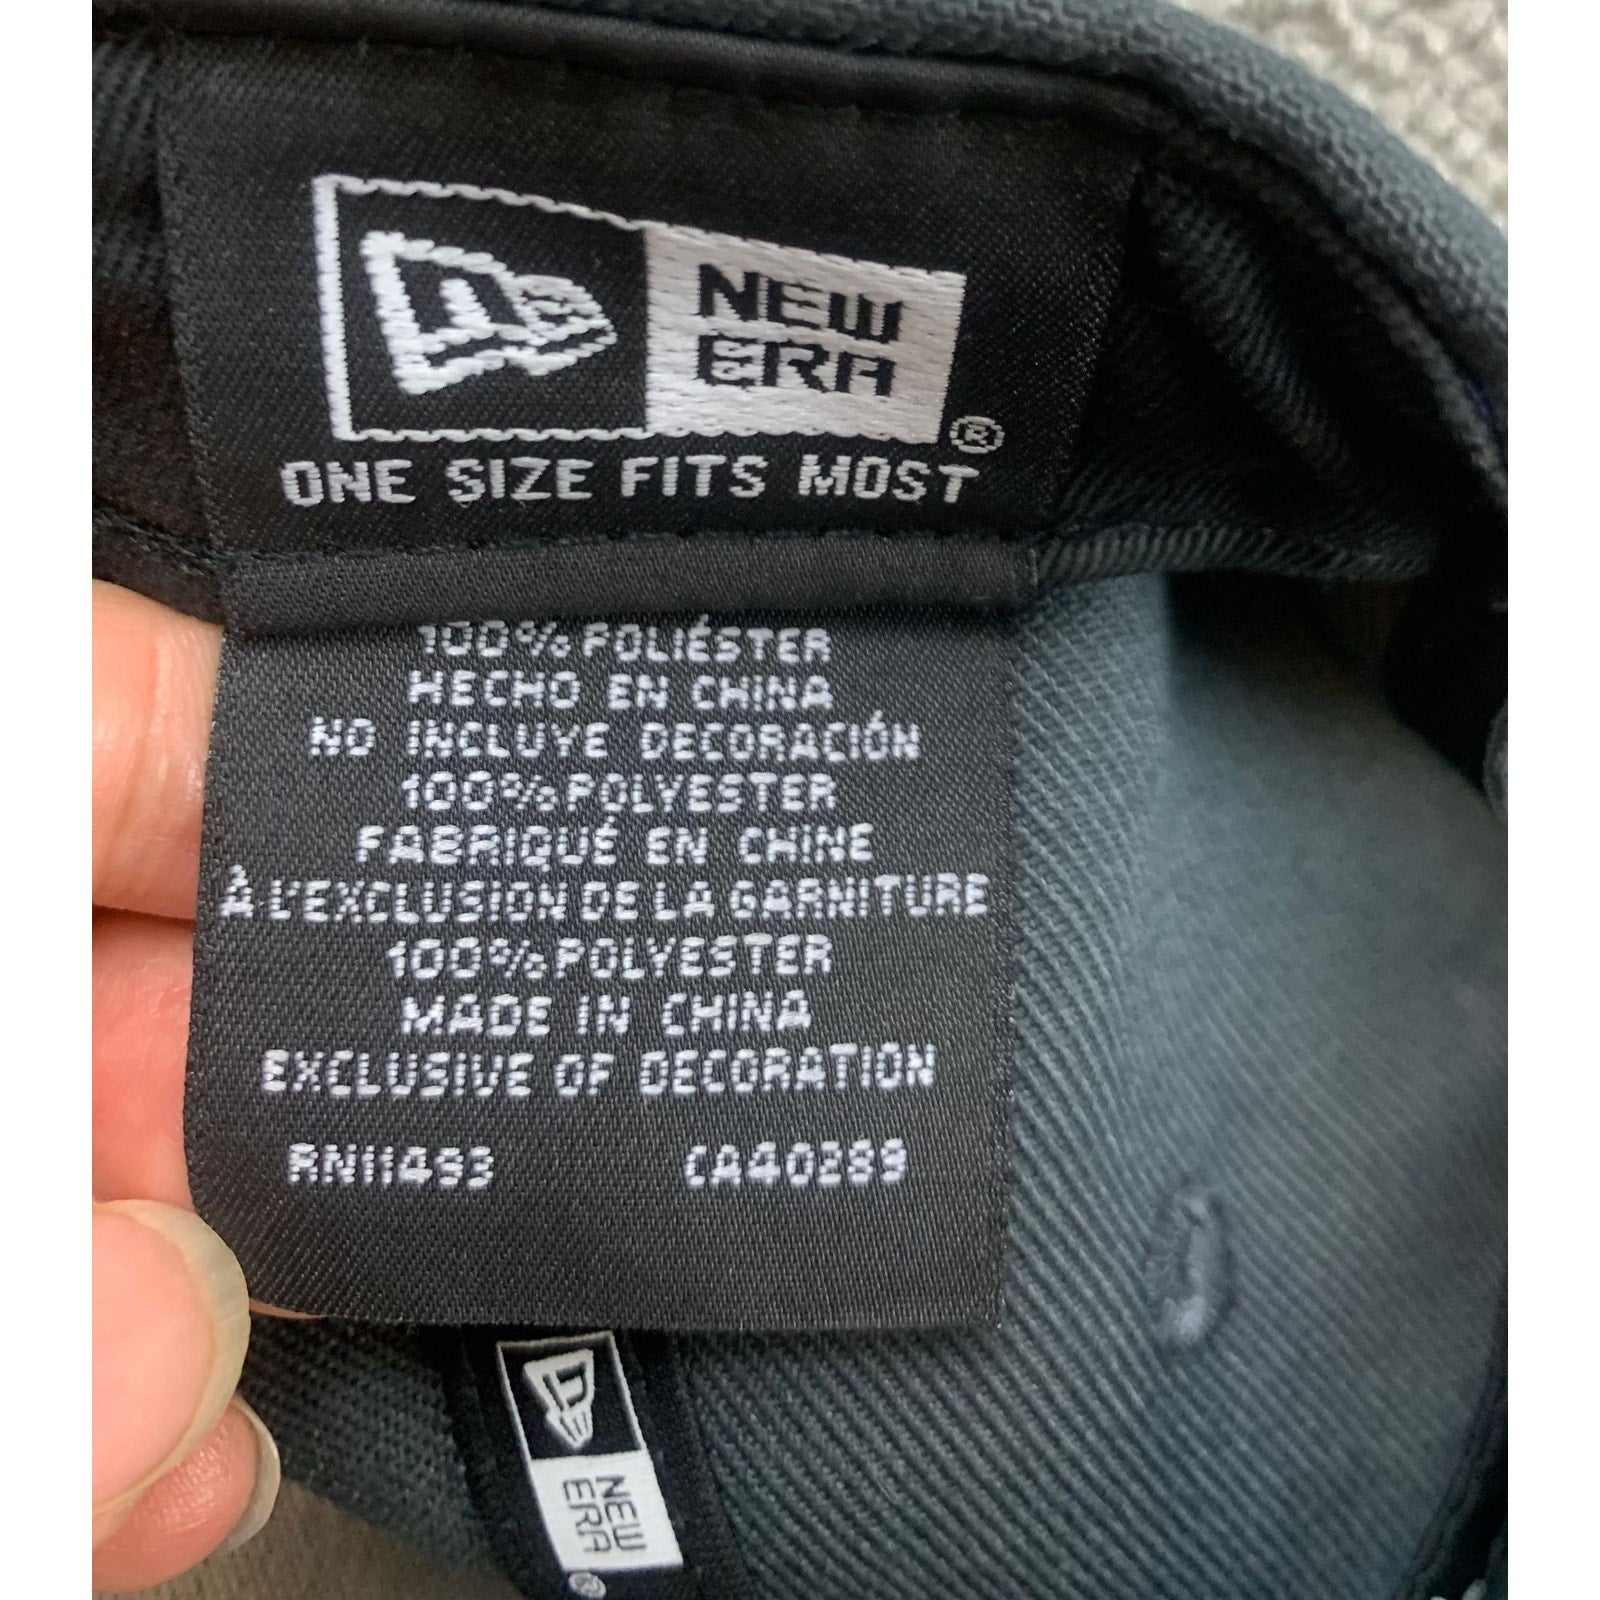 NEW
ERA
®
ONE SIZE FITS MOST
100% POLIÉSTER
HECHO EN CHINA
NO INCLUYE DECORACIÓN
100% POLYESTER
FABRIQUÉ EN CHINE
À L'EXCLUSION DE LA GARNITURE
100% POLYESTER
MADE IN CHINA
EXCLUSIVE OF DECORATION
RN11493 CA40289
NEW
ERA
®